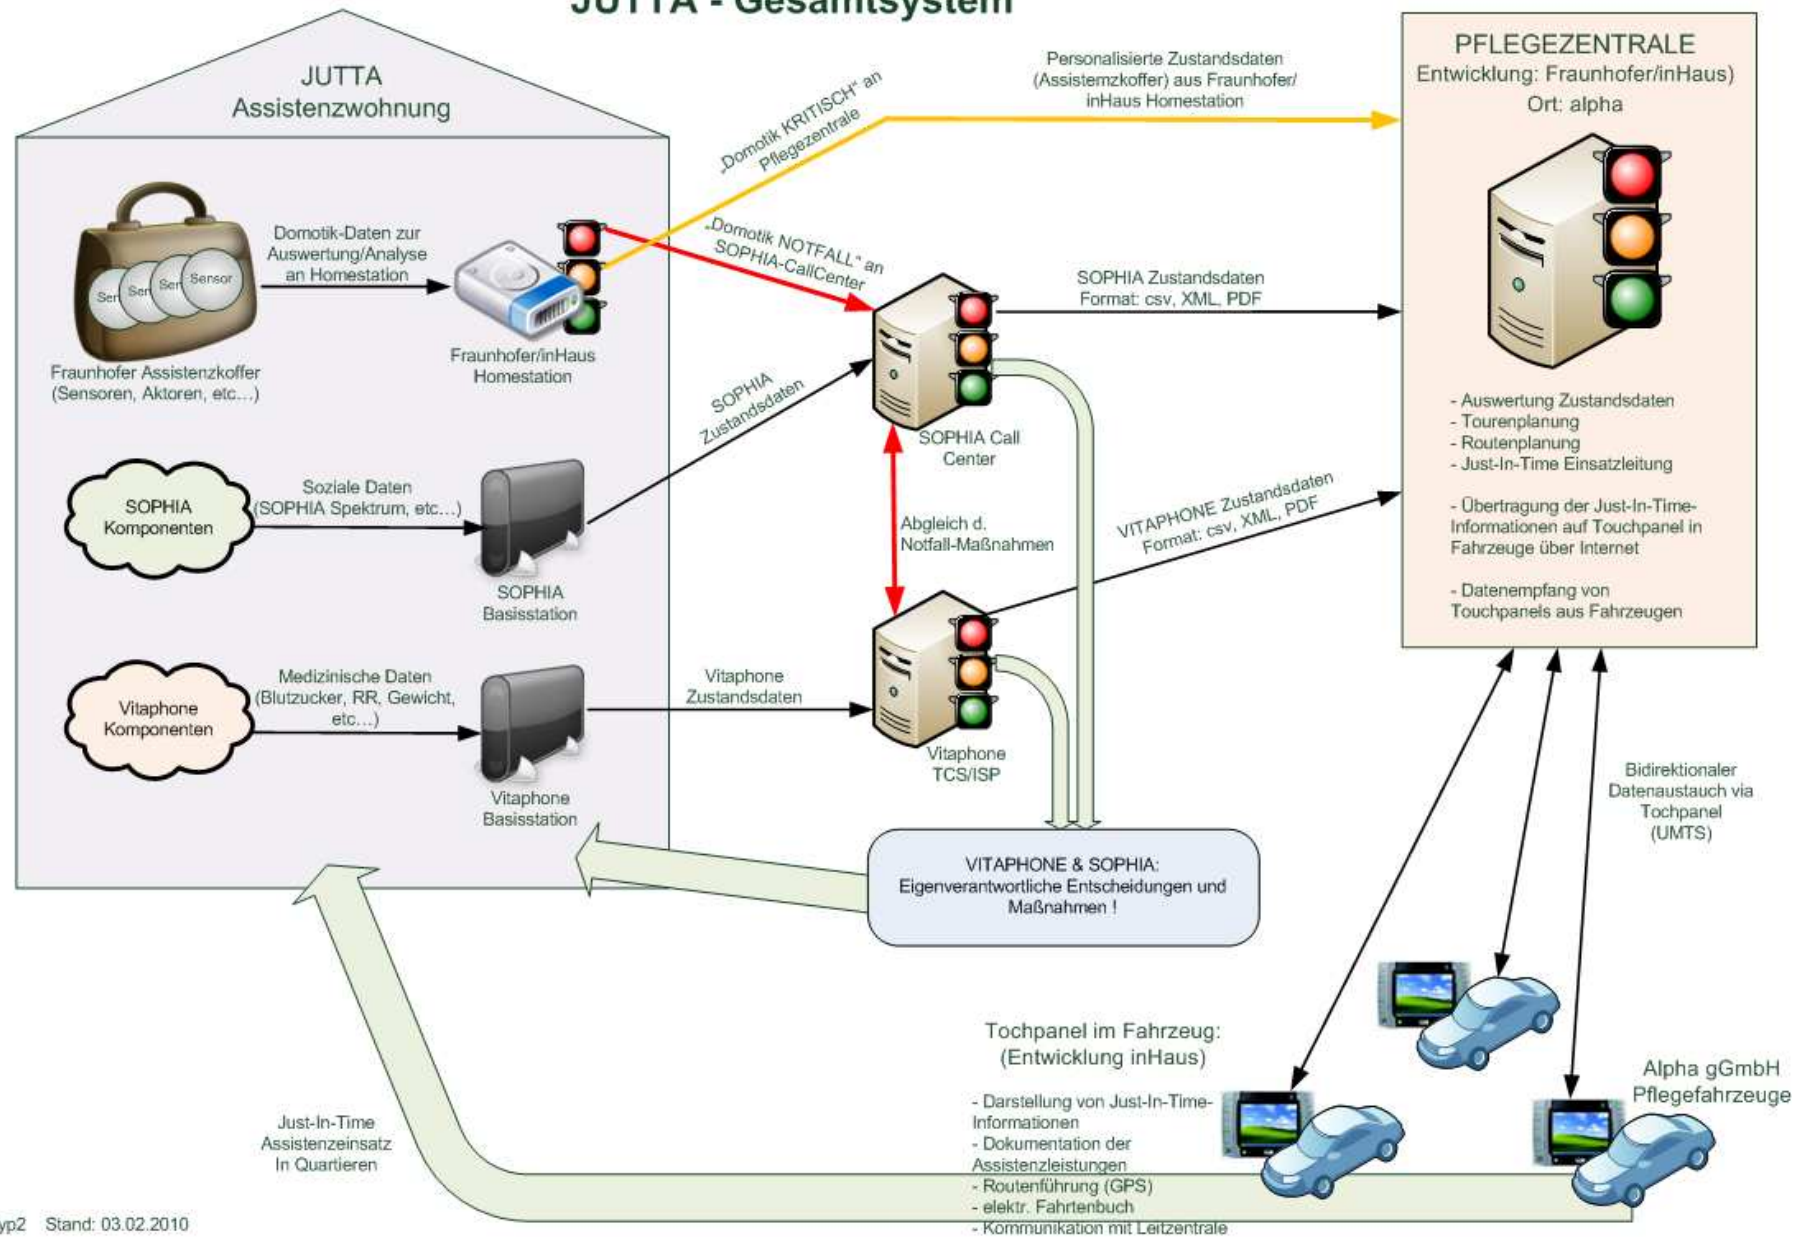 JUTTA - Gesamtsystem
JUTTA
Assistenzwohnung
Fraunhofer Assistenzkoffer
(Sensoren, Aktoren, etc...)
Ser
Ser
Ser
Sensor
Domotik-Daten zur
Auswertung/Analyse
an Homestation
Fraunhofer/inHaus
Homestation
SOPHIA
Komponenten
Soziale Daten
(SOPHIA Spektrum, etc...)
SOPHIA
Basisstation
Vitaphone
Komponenten
Medizinische Daten
(Blutzucker, RR, Gewicht,
etc...)
Vitaphone
Basisstation
„Domotik KRITISCH“ an
Pflegezentrale
Personalisierte Zustandsdaten
(Assistemzkoffer) aus Fraunhofer/
inHaus Homestation
„Domotik NOTFALL“ an
SOPHIA-CallCenter
SOPHIA
Zustandsdaten
SOPHIA Call
Center
SOPHIA Zustandsdaten
Format: csv, XML, PDF
Abgleich d.
Notfall-Maßnahmen
VITAPHONE Zustandsdaten
Format: csv, XML, PDF
Vitaphone
Zustandsdaten
Vitaphone
TCS/ISP
VITAPHONE & SOPHIA:
Eigenverantwortliche Entscheidungen und
Maßnahmen !
PFLEGEZENTRALE
Entwicklung: Fraunhofer/inHaus)
Ort: alpha
- Auswertung Zustandsdaten
- Tourenplanung
- Routenplanung
- Just-In-Time Einsatzleitung
- Übertragung der Just-In-Time-
Informationen auf Touchpanel in
Fahrzeuge über Internet
- Datenempfang von
Touchpanels aus Fahrzeugen
Bidirektionaler
Datenaustauch via
Tochpanel
(UMTS)
Tochpanel im Fahrzeug:
(Entwicklung inHaus)
- Darstellung von Just-In-Time-
Informationen
- Dokumentation der
Assistenzleistungen
- Routenführung (GPS)
- elektr. Fahrtenbuch
- Kommunikation mit Leitzentrale
Alpha gGmbH
Pflegefahrzeuge
Just-In-Time
Assistenzeinsatz
In Quartieren
yp2 Stand: 03.02.2010